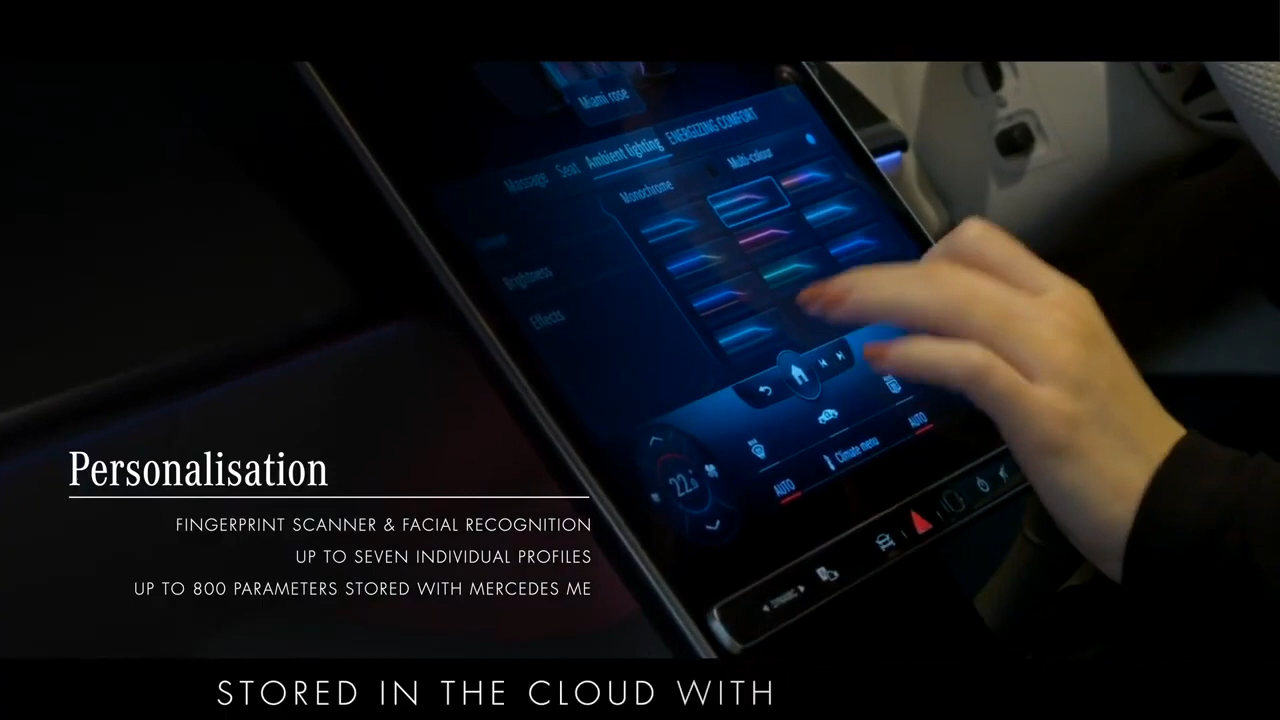 Miami rose
Massage Seat Ambient lighting ENERGIZING COMFORT
Monochrome Multi-colour
Brightness
Effects
22.
AUTO Climate menu AUTO
DYNAMIC
Personalisation
FINGERPRINT SCANNER & FACIAL RECOGNITION
UP TO SEVEN INDIVIDUAL PROFILES
UP TO 800 PARAMETERS STORED WITH MERCEDES ME
STORED IN THE CLOUD WITH